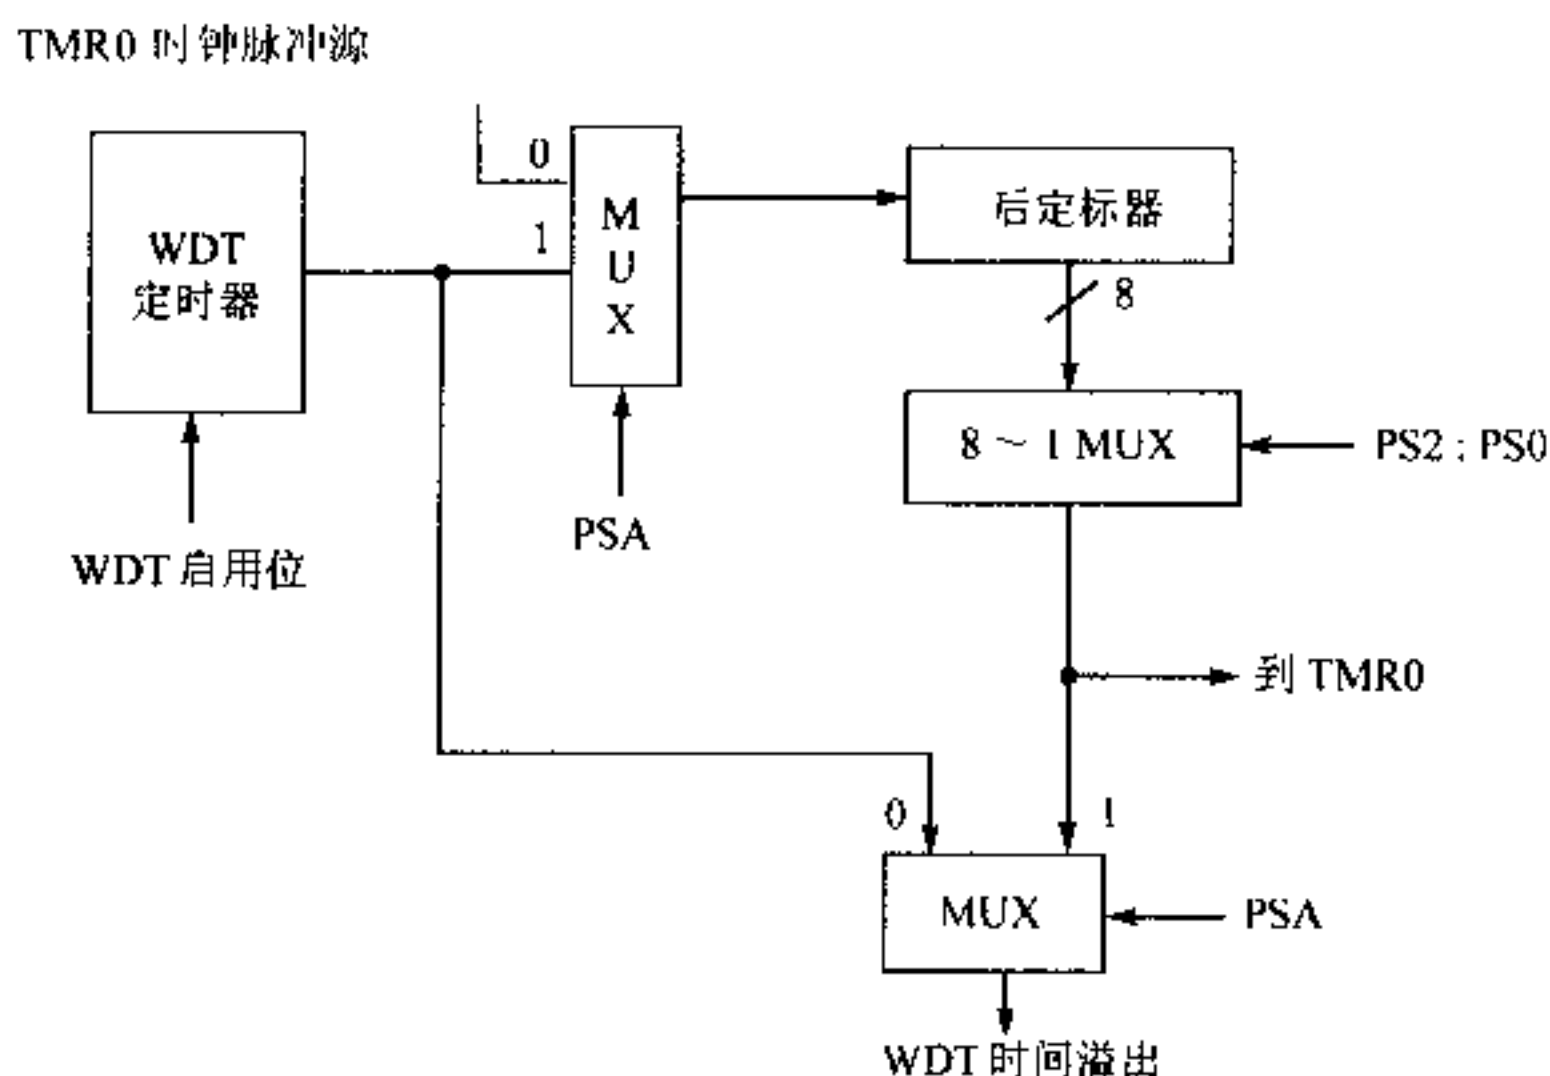 TMR0 时钟脉冲源
0
1
M
U
X
WDT
定时器
后定标器
8
8 ~ 1 MUX
PS2 : PS0
PSA
WDT 启用位
到 TMR0
0
1
MUX
PSA
WDT 时间溢出